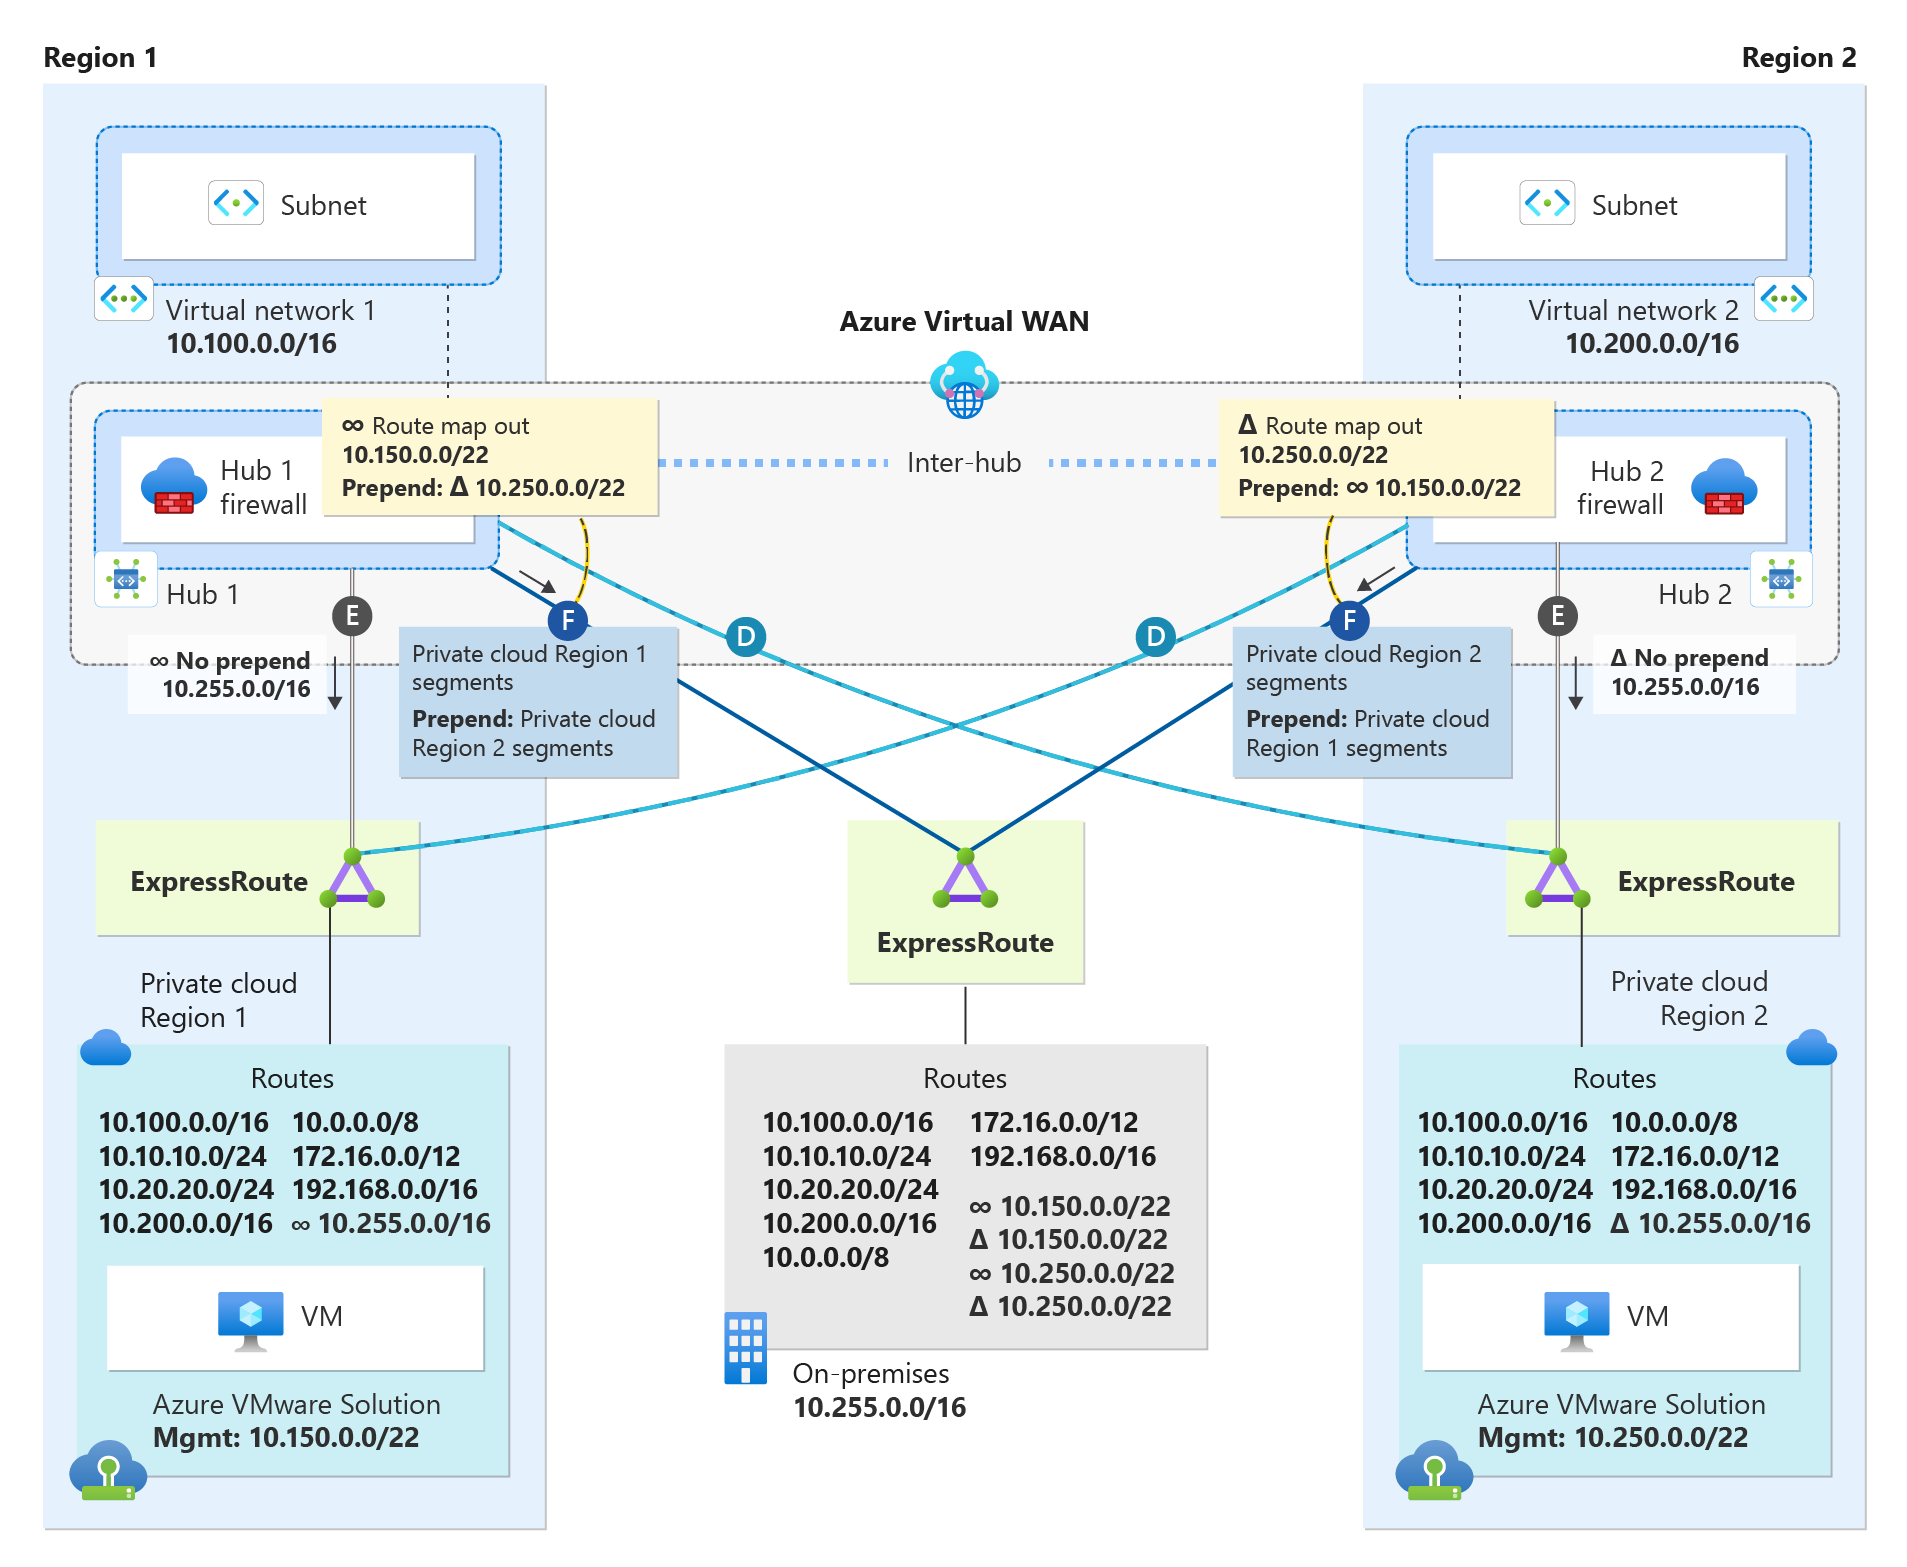 Region 1
Region 2
Subnet
Subnet
Virtual network 1
10.100.0.0/16
Virtual network 2
10.200.0.0/16
Azure Virtual WAN
∞ Route map out
10.150.0.0/22
Prepend: Δ 10.250.0.0/22
Δ Route map out
10.250.0.0/22
Prepend: ∞ 10.150.0.0/22
Inter-hub
Hub 1
firewall
Hub 2
firewall
Hub 1
Hub 2
E
F
D
D
F
E
∞ No prepend
10.255.0.0/16
Private cloud Region 1
segments
Prepend: Private cloud
Region 2 segments
Private cloud Region 2
segments
Prepend: Private cloud
Region 1 segments
Δ No prepend
10.255.0.0/16
ExpressRoute
ExpressRoute
ExpressRoute
Private cloud
Region 1
Private cloud
Region 2
Routes
10.100.0.0/16 10.0.0.0/8
10.10.10.0/24 172.16.0.0/12
10.20.20.0/24 192.168.0.0/16
10.200.0.0/16 ∞ 10.255.0.0/16
VM
Azure VMware Solution
Mgmt: 10.150.0.0/22
Routes
10.100.0.0/16 172.16.0.0/12
10.10.10.0/24 192.168.0.0/16
10.20.20.0/24
10.200.0.0/16
10.0.0.0/8
∞ 10.150.0.0/22
Δ 10.150.0.0/22
∞ 10.250.0.0/22
Δ 10.250.0.0/22
On-premises
10.255.0.0/16
Routes
10.100.0.0/16 10.0.0.0/8
10.10.10.0/24 172.16.0.0/12
10.20.20.0/24 192.168.0.0/16
10.200.0.0/16 Δ 10.255.0.0/16
VM
Azure VMware Solution
Mgmt: 10.250.0.0/22